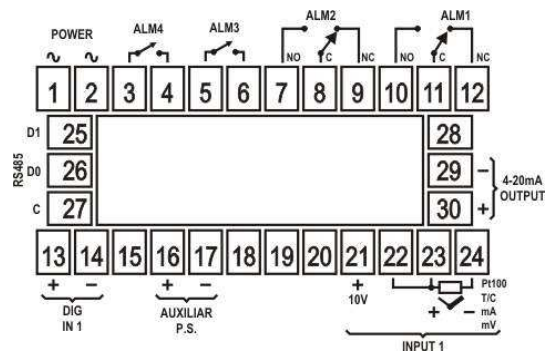 POWER ALM4 ALM3 ALM2 ALM1
∿ ∿ NO C NC NO C NC
1 2 3 4 5 6 7 8 9 10 11 12
RS485
D1 25 28
D0 26 29 −
C 27 30 +
4-20mA
OUTPUT
13 14 15 16 17 18 19 20 21 22 23 24
+ − + − +
DIG
IN 1
AUXILIAR
P.S.
10V
Pt100
T/C
+ − mA
mV
INPUT 1